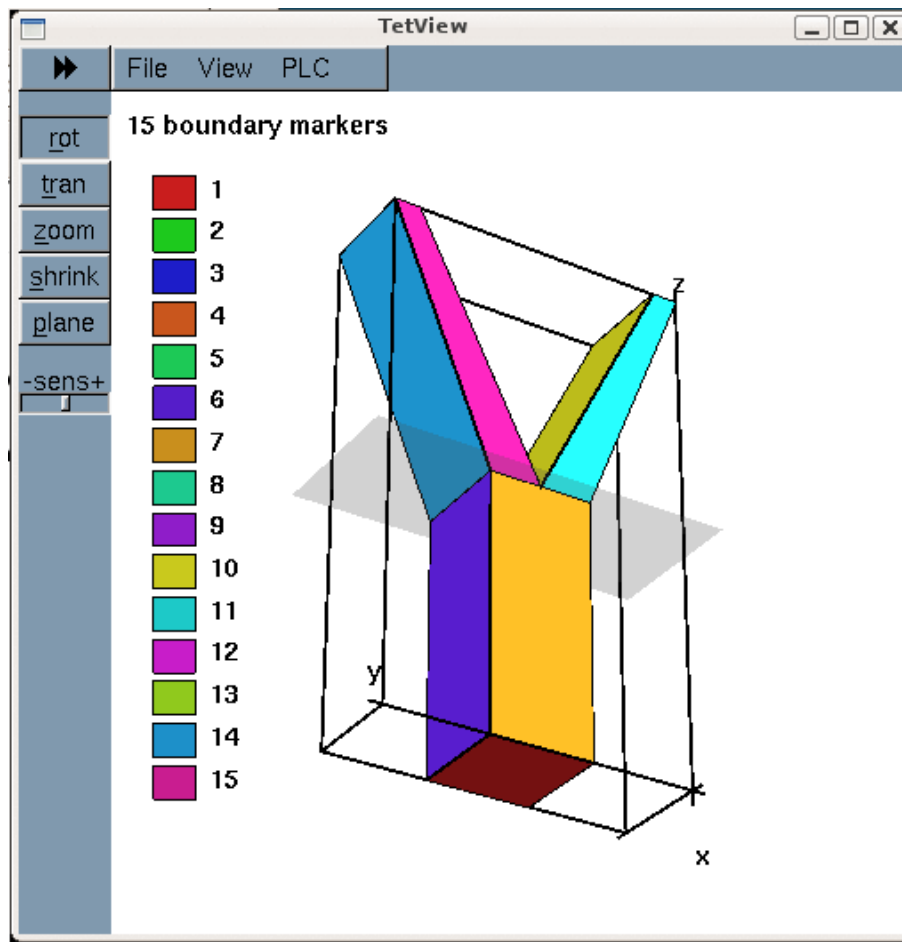 TetView
File View PLC
rot
tran
zoom
shrink
plane
-sens+
15 boundary markers
1
2
3
4
5
6
7
8
9
10
11
12
13
14
15
z
y
x